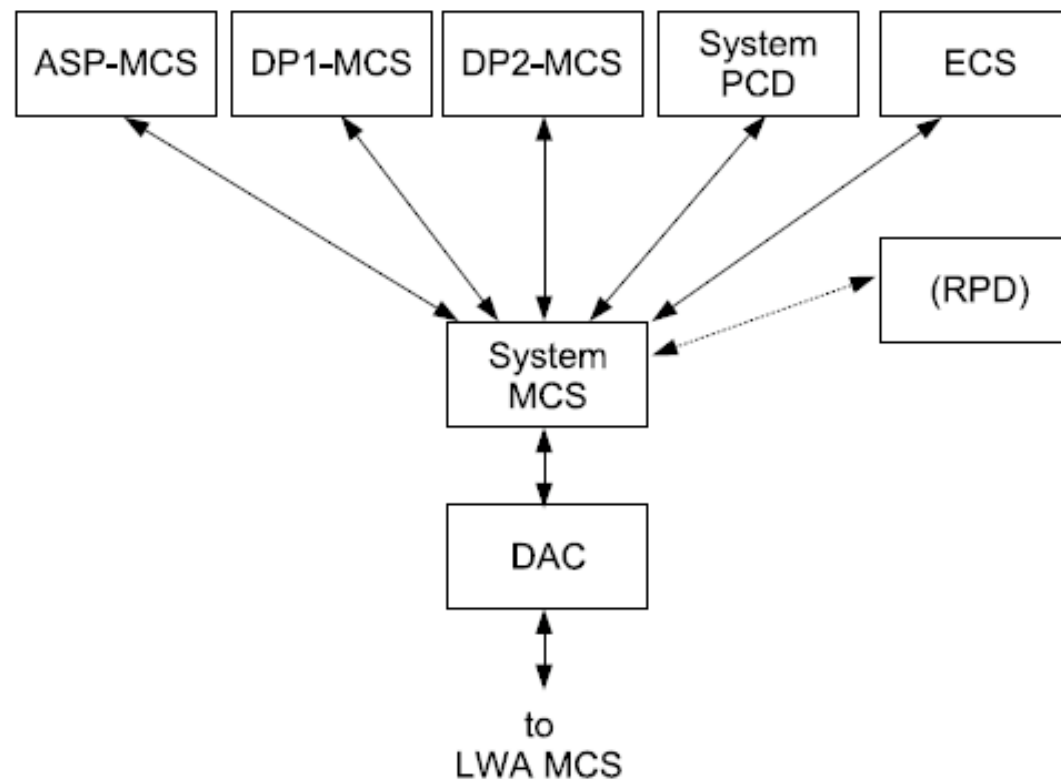 ASP-MCS
DP1-MCS
DP2-MCS
System
PCD
ECS
(RPD)
System
MCS
DAC
to
LWA MCS